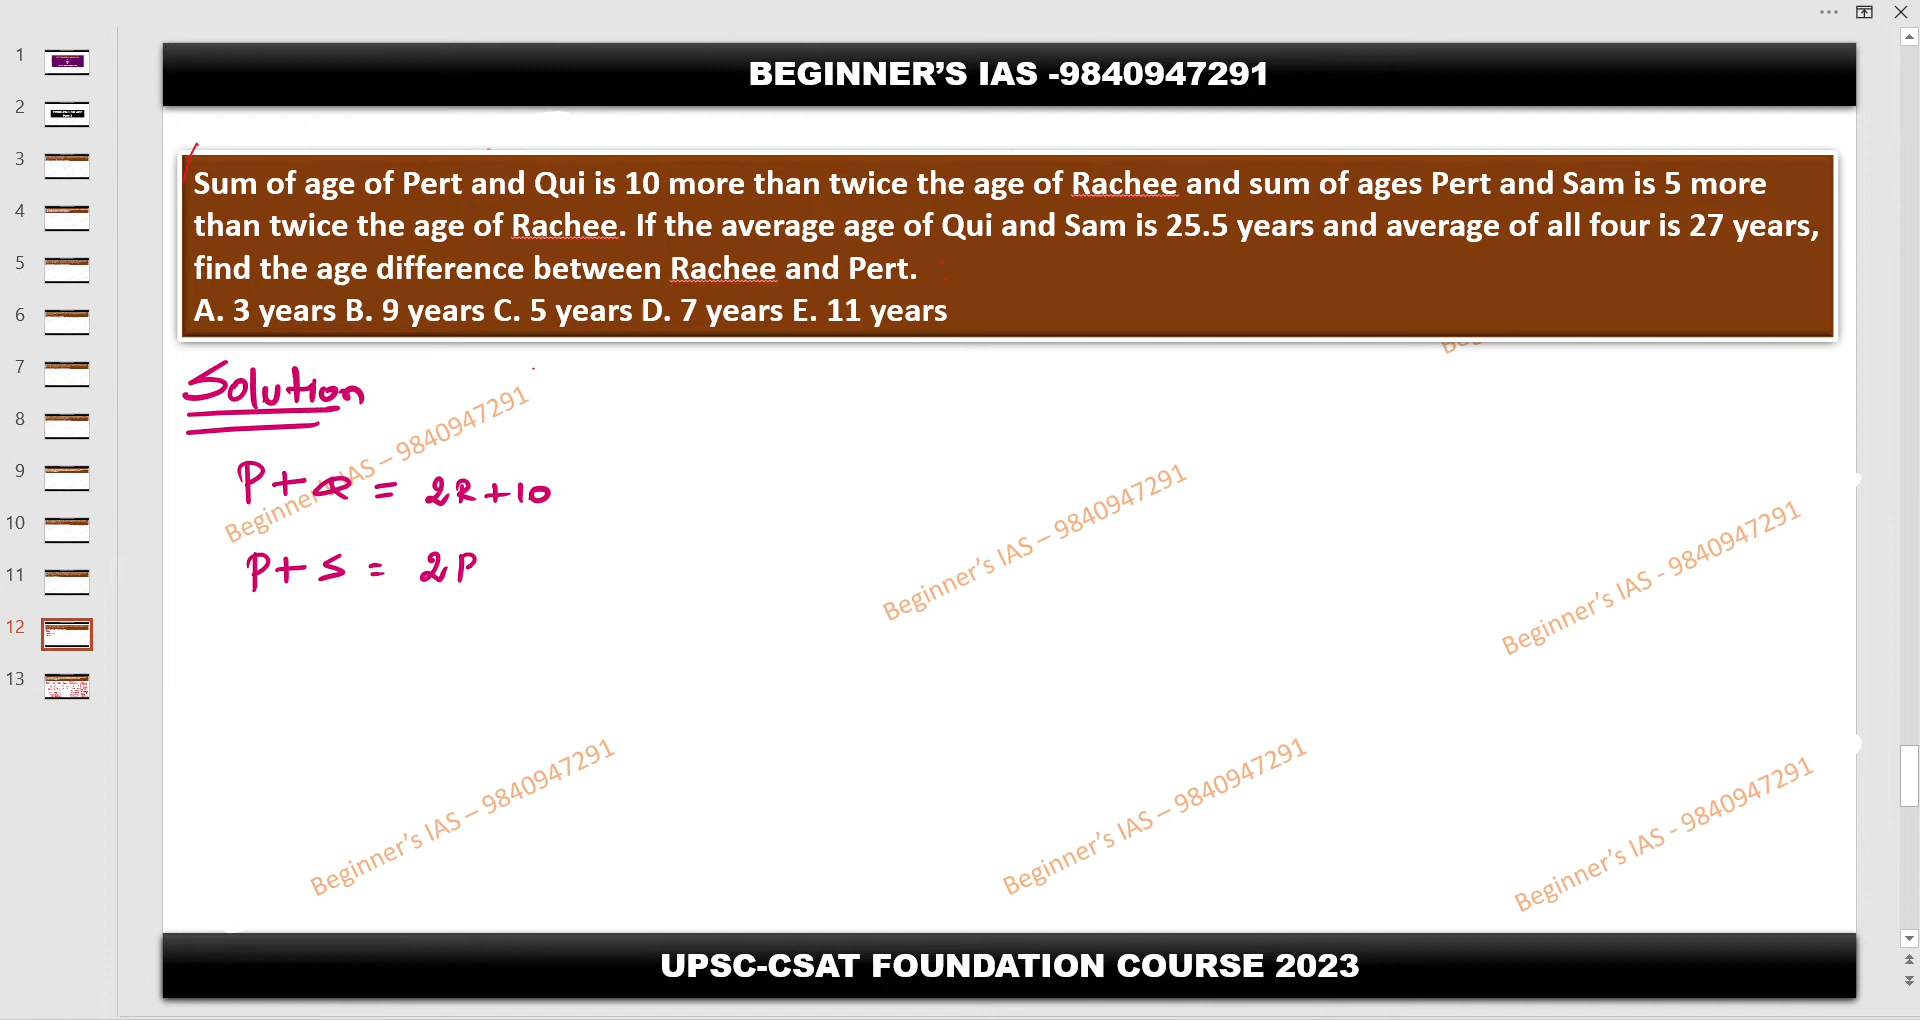 BEGINNER’S IAS -9840947291
Sum of age of Pert and Qui is 10 more than twice the age of Rachee and sum of ages Pert and Sam is 5 more
than twice the age of Rachee. If the average age of Qui and Sam is 25.5 years and average of all four is 27 years,
find the age difference between Rachee and Pert.
A. 3 years B. 9 years C. 5 years D. 7 years E. 11 years
Solution
P+Q = 2R+10
P+S = 2P
Beginner’s IAS – 9840947291
Beginner’s IAS – 9840947291
Beginner’s IAS - 9840947291
Beginner’s IAS – 9840947291
Beginner’s IAS – 9840947291
Beginner’s IAS - 9840947291
UPSC-CSAT FOUNDATION COURSE 2023
1
2
3
4
5
6
7
8
9
10
11
12
13